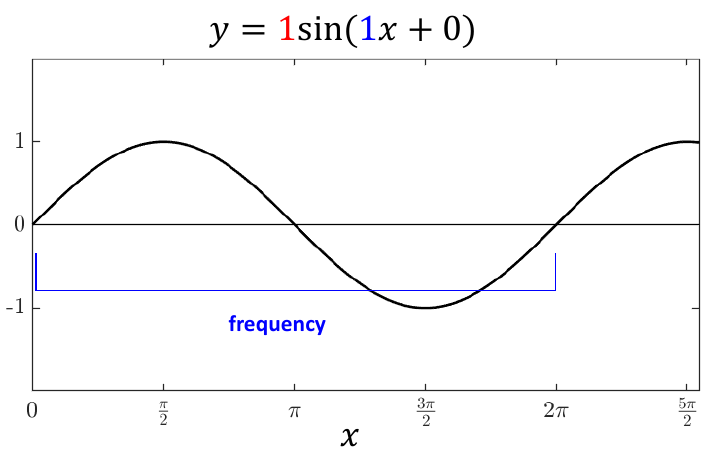 y = 1sin(1x + 0)
1
0
-1
frequency
0 π/2 π 3π/2 2π 5π/2
x